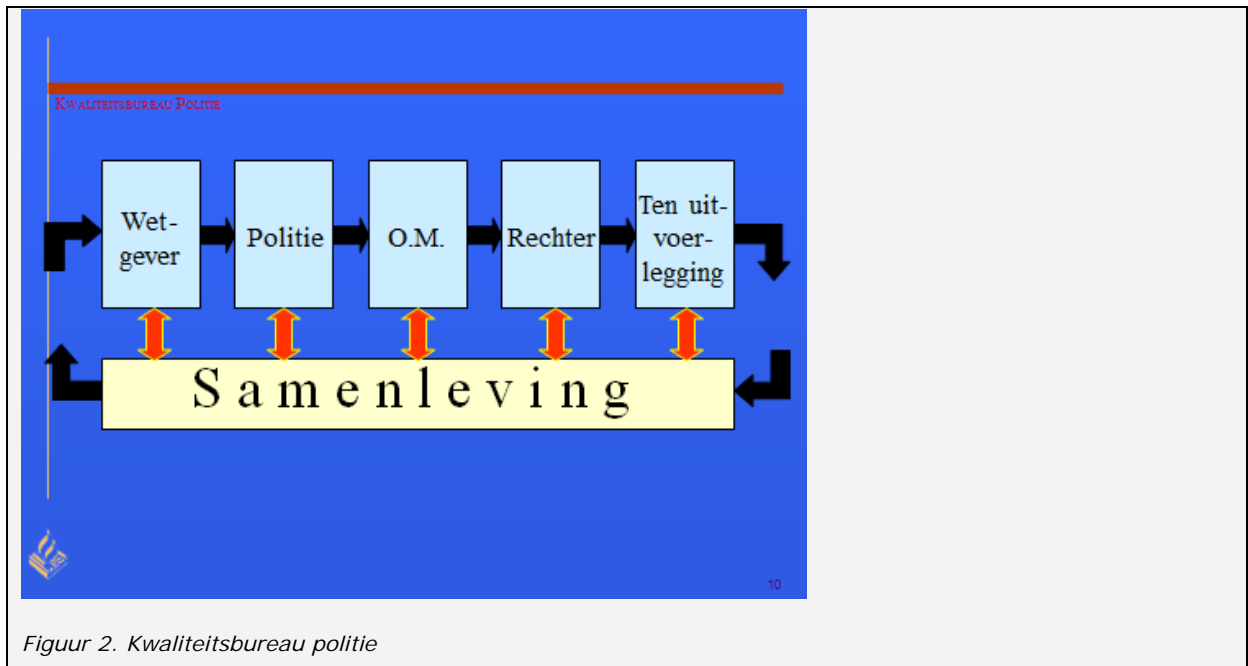 KWALITEITSBUREAU POLITIE
Wet-
gever
Politie
O.M.
Rechter
Ten uit-
voer-
legging
Samenleving
10
Figuur 2. Kwaliteitsbureau politie